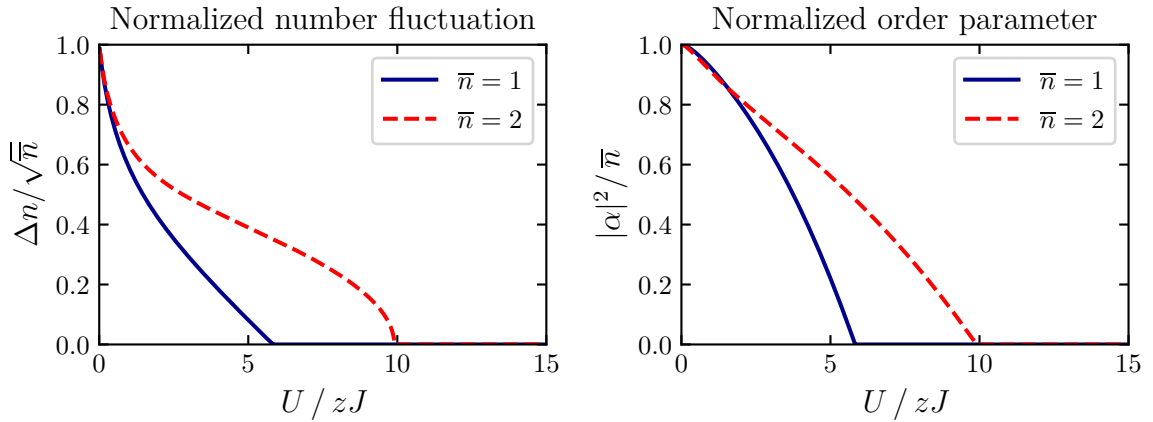 Normalized number fluctuation
Δn/√n̅
1.0
0.8
0.6
0.4
0.2
0.0
0
5
10
15
U / zJ
n̅ = 1
n̅ = 2
Normalized order parameter
|α|²/n̅
1.0
0.8
0.6
0.4
0.2
0.0
0
5
10
15
U / zJ
n̅ = 1
n̅ = 2